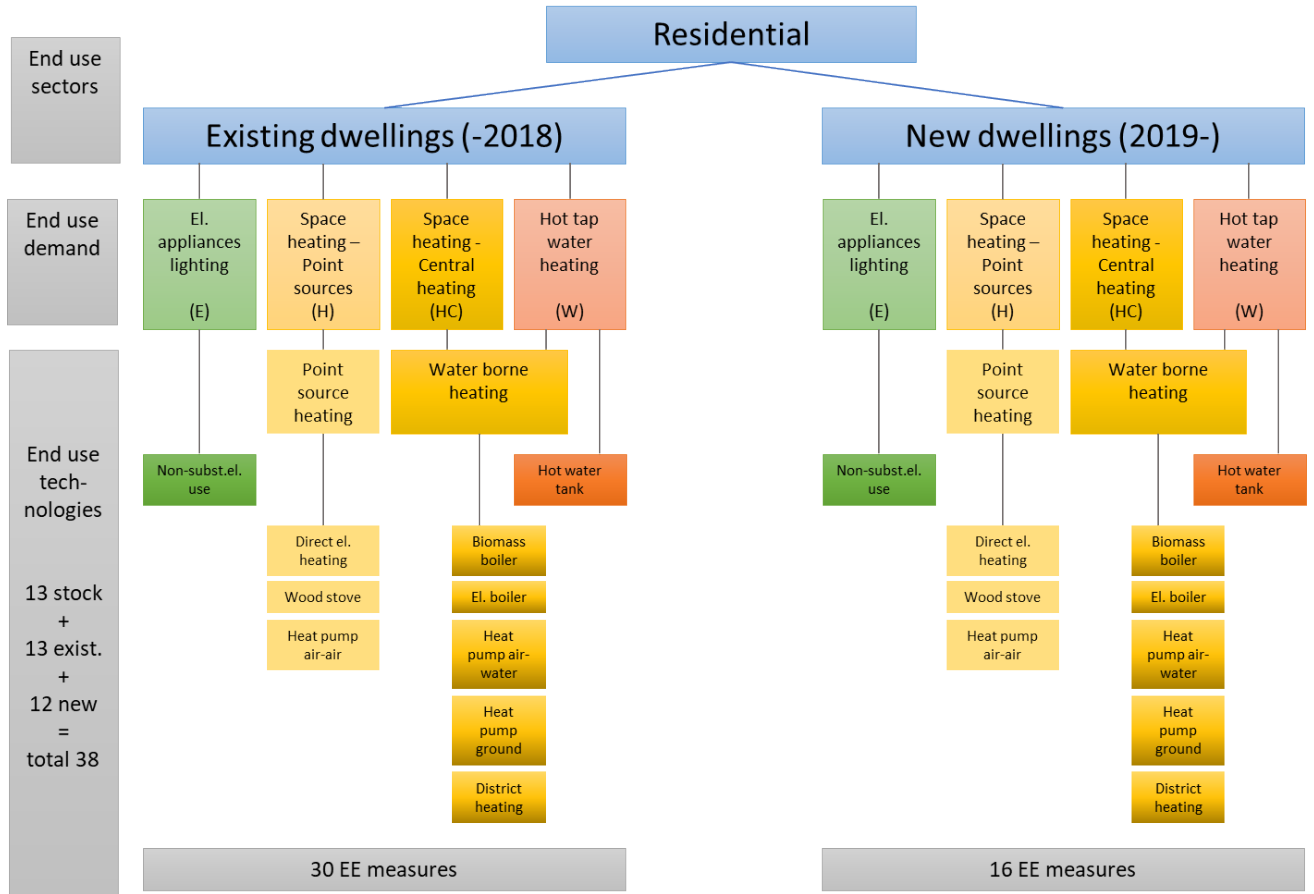 Residential
End use
sectors
Existing dwellings (-2018)
New dwellings (2019-)
End use
demand
El.
appliances
lighting
(E)
Space
heating –
Point
sources
(H)
Space
heating -
Central
heating
(HC)
Hot tap
water
heating
(W)
El.
appliances
lighting
(E)
Space
heating –
Point
sources
(H)
Space
heating -
Central
heating
(HC)
Hot tap
water
heating
(W)
End use
tech-
nologies
13 stock
+
13 exist.
+
12 new
=
total 38
Point
source
heating
Water borne
heating
Non-subst.el.
use
Hot water
tank
Direct el.
heating
Wood stove
Heat pump
air-air
Biomass
boiler
El. boiler
Heat
pump air-
water
Heat
pump
ground
District
heating
Point
source
heating
Water borne
heating
Non-subst.el.
use
Hot water
tank
Direct el.
heating
Wood stove
Heat pump
air-air
Biomass
boiler
El. boiler
Heat
pump air-
water
Heat
pump
ground
District
heating
30 EE measures
16 EE measures